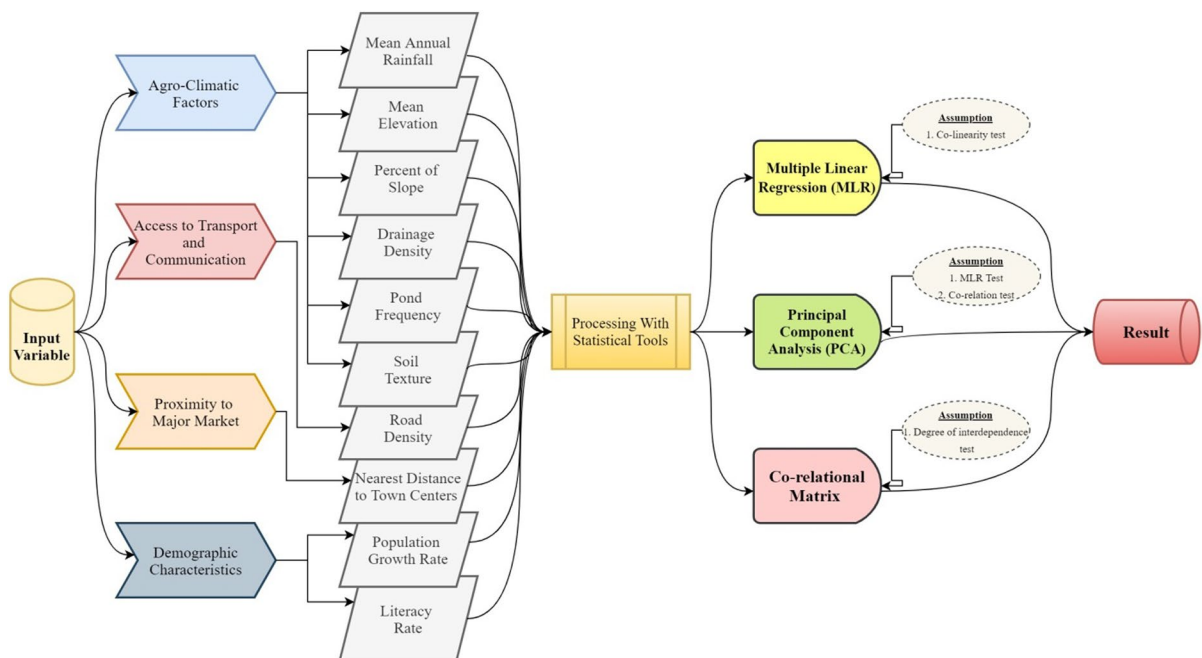 Input
Variable
Agro-Climatic
Factors
Access to Transport
and
Communication
Proximity to
Major Market
Demographic
Characteristics
Mean Annual
Rainfall
Mean
Elevation
Percent of
Slope
Drainage
Density
Pond
Frequency
Soil
Texture
Road
Density
Nearest Distance
to Town Centers
Population
Growth Rate
Literacy
Rate
Processing With
Statistical Tools
Multiple Linear
Regression (MLR)
Assumption
1. Co-linearity test
Principal
Component
Analysis (PCA)
Assumption
1. MLR Test
2. Co-relation test
Co-relational
Matrix
Assumption
1. Degree of interdependence
test
Result